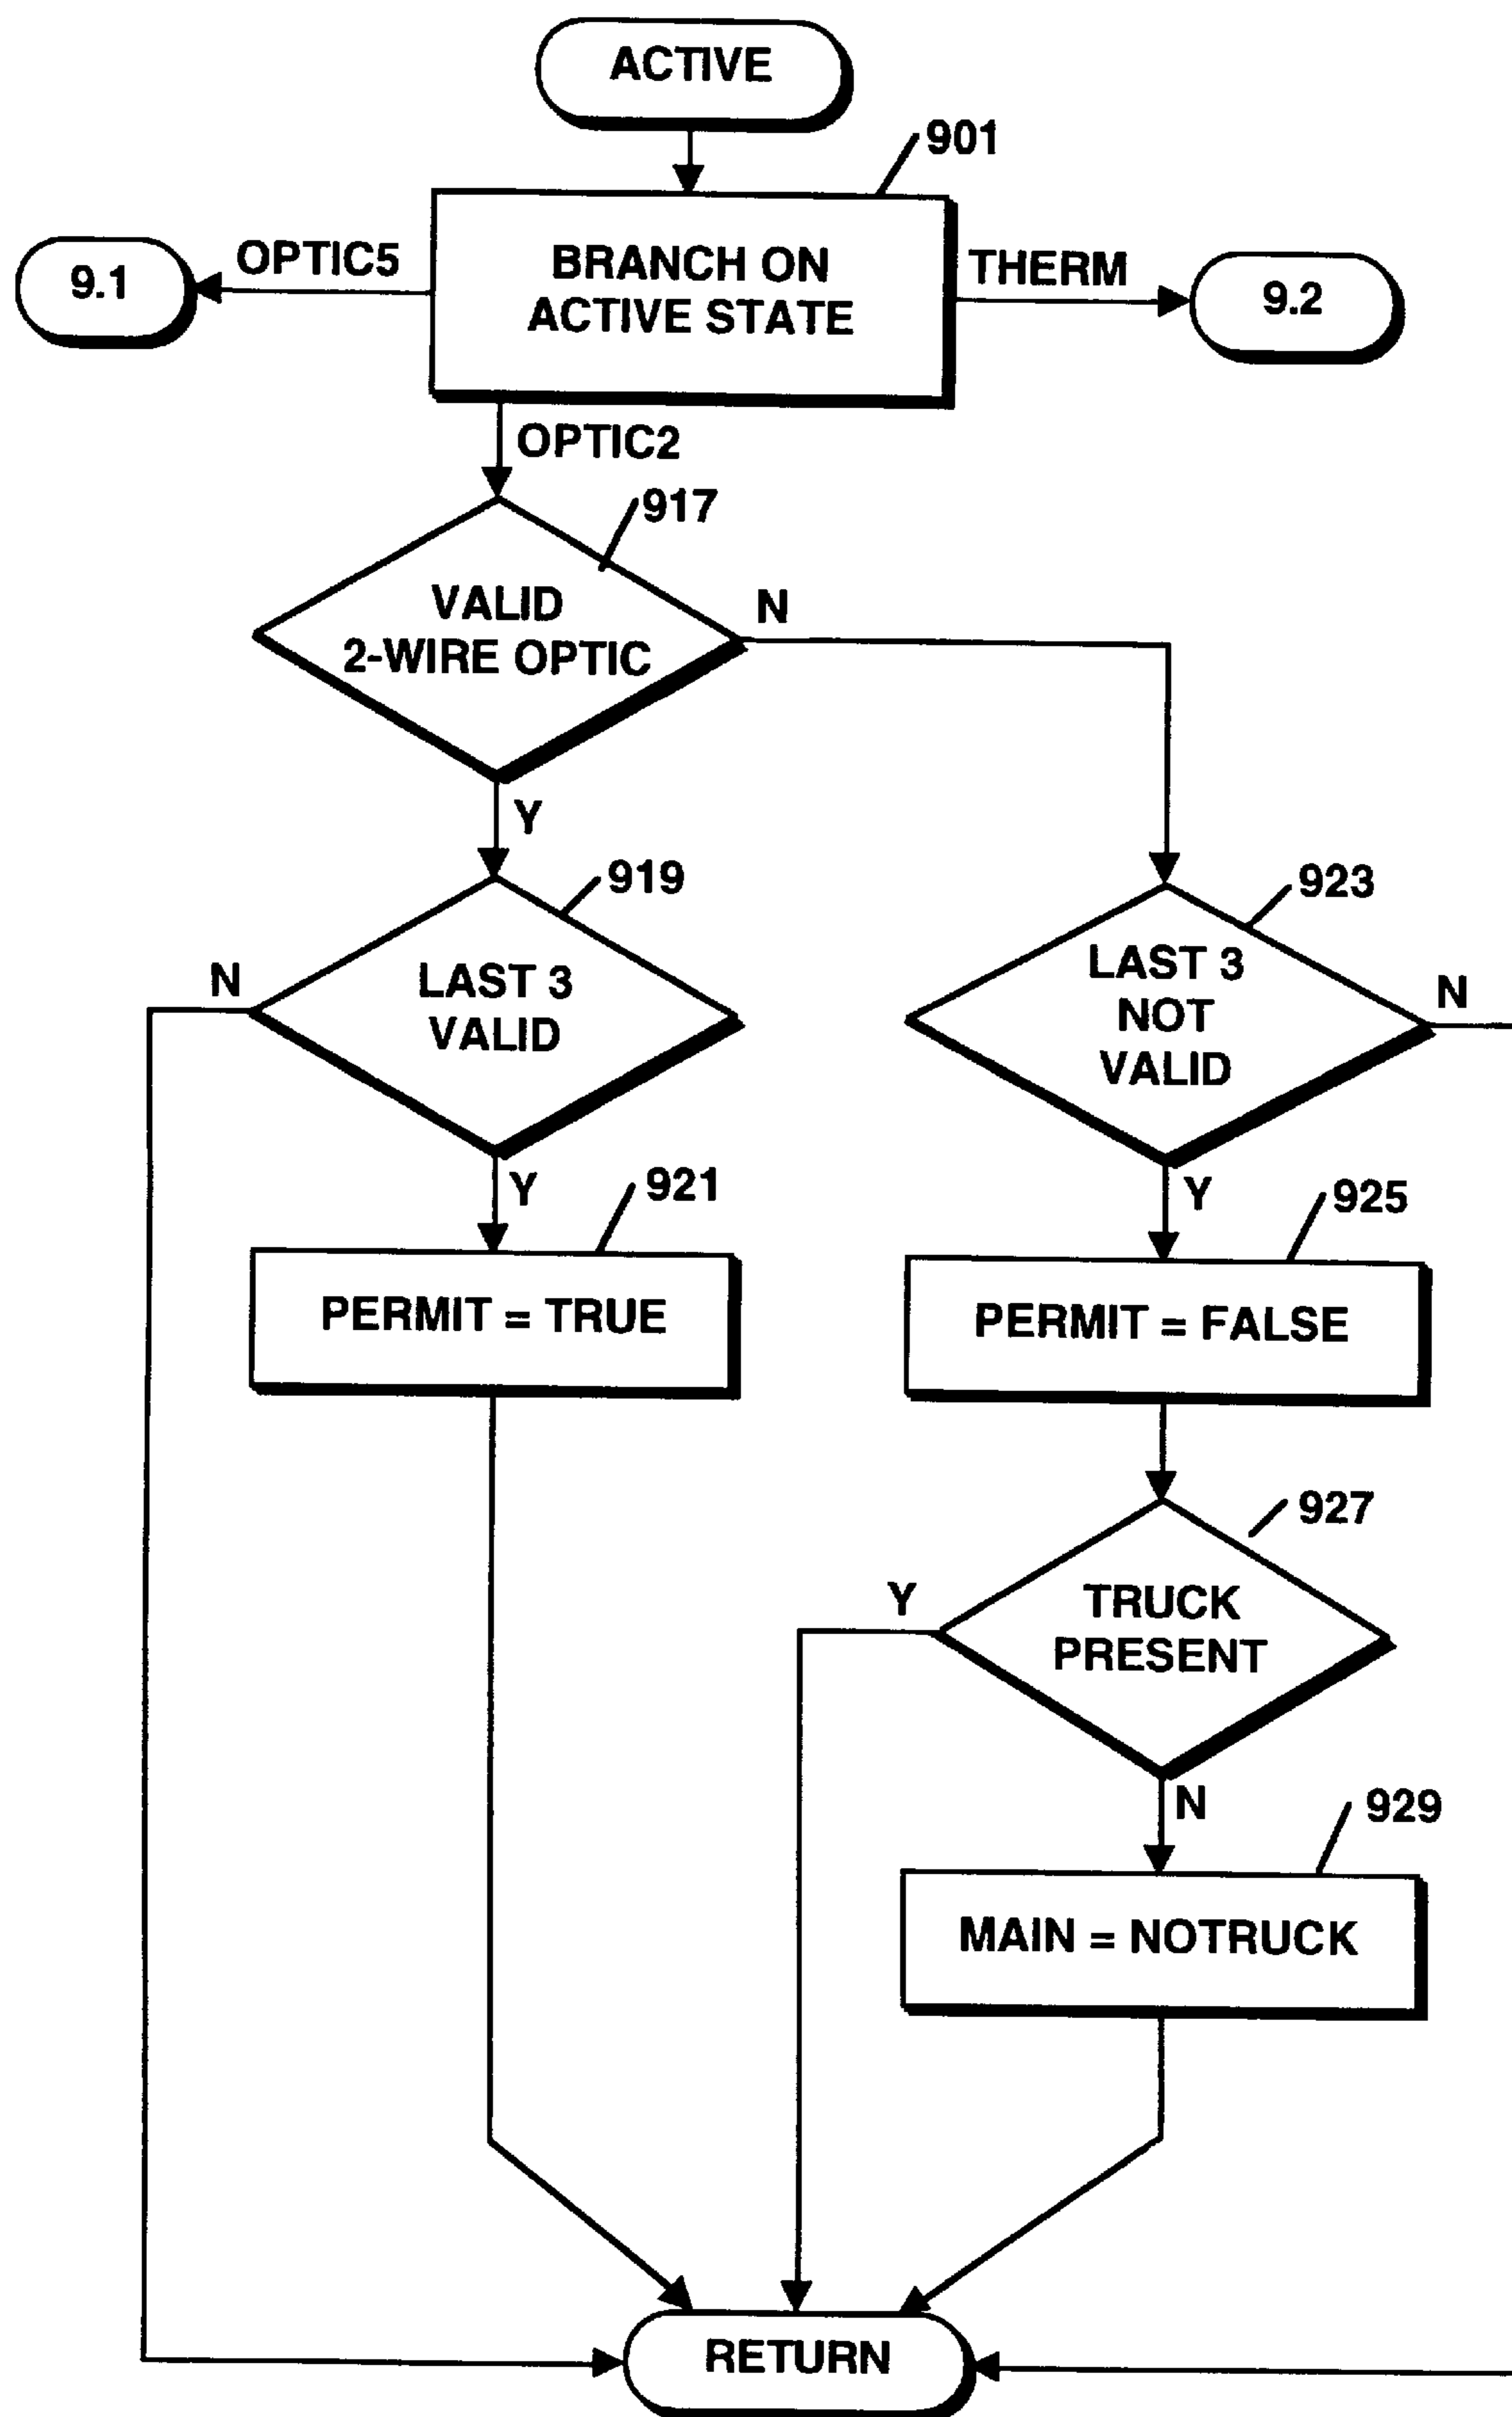 ACTIVE
901
BRANCH ON
ACTIVE STATE
OPTIC5
9.1
THERM
9.2
OPTIC2
917
VALID
2-WIRE OPTIC
N
Y
919
LAST 3
VALID
N
Y
923
LAST 3
NOT
VALID
N
Y
921
PERMIT = TRUE
925
PERMIT = FALSE
927
TRUCK
PRESENT
Y
N
929
MAIN = NOTRUCK
RETURN